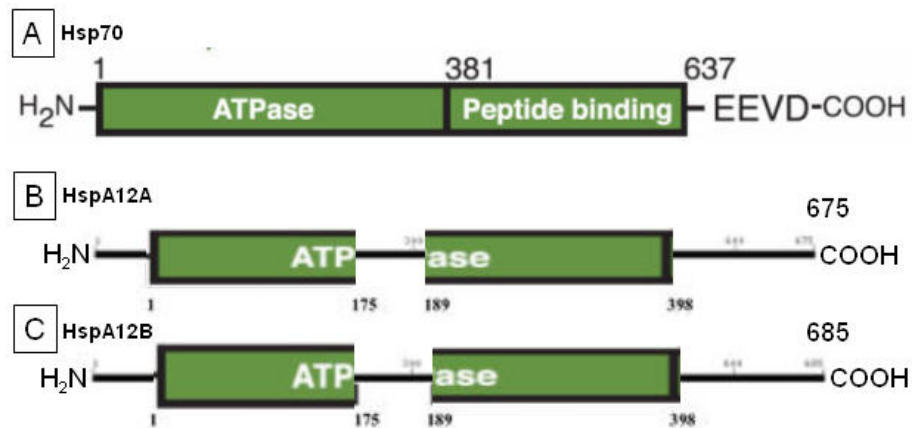 A Hsp70
1 381 637
H₂N ATPase Peptide binding EEVD-COOH
B HspA12A
675
H₂N ATP ase COOH
1 175 189 398
C HspA12B
685
H₂N ATP ase COOH
1 175 189 398